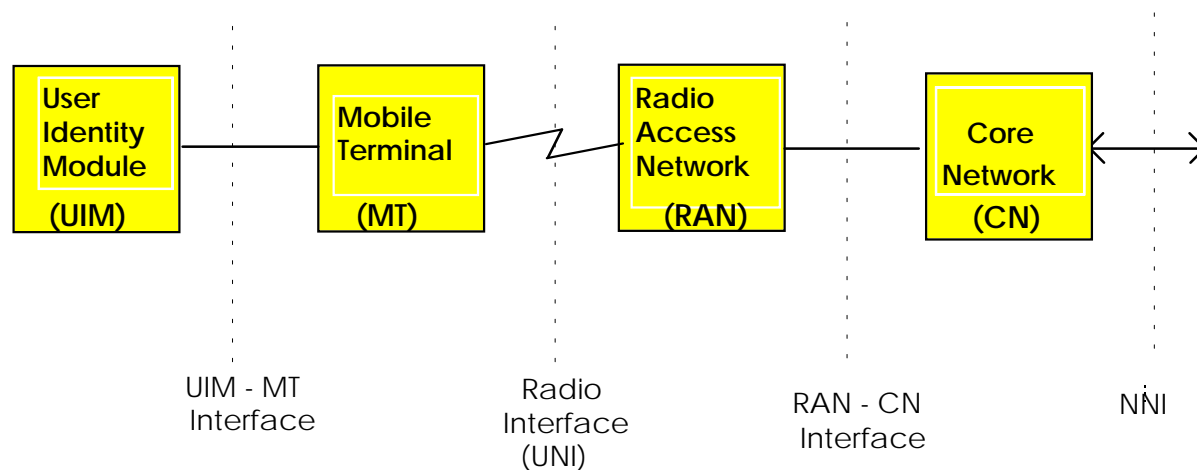 User
Identity
Module
(UIM)
Mobile
Terminal
(MT)
Radio
Access
Network
(RAN)
Core
Network
(CN)
UIM - MT
Interface
Radio
Interface
(UNI)
RAN - CN
Interface
NNI